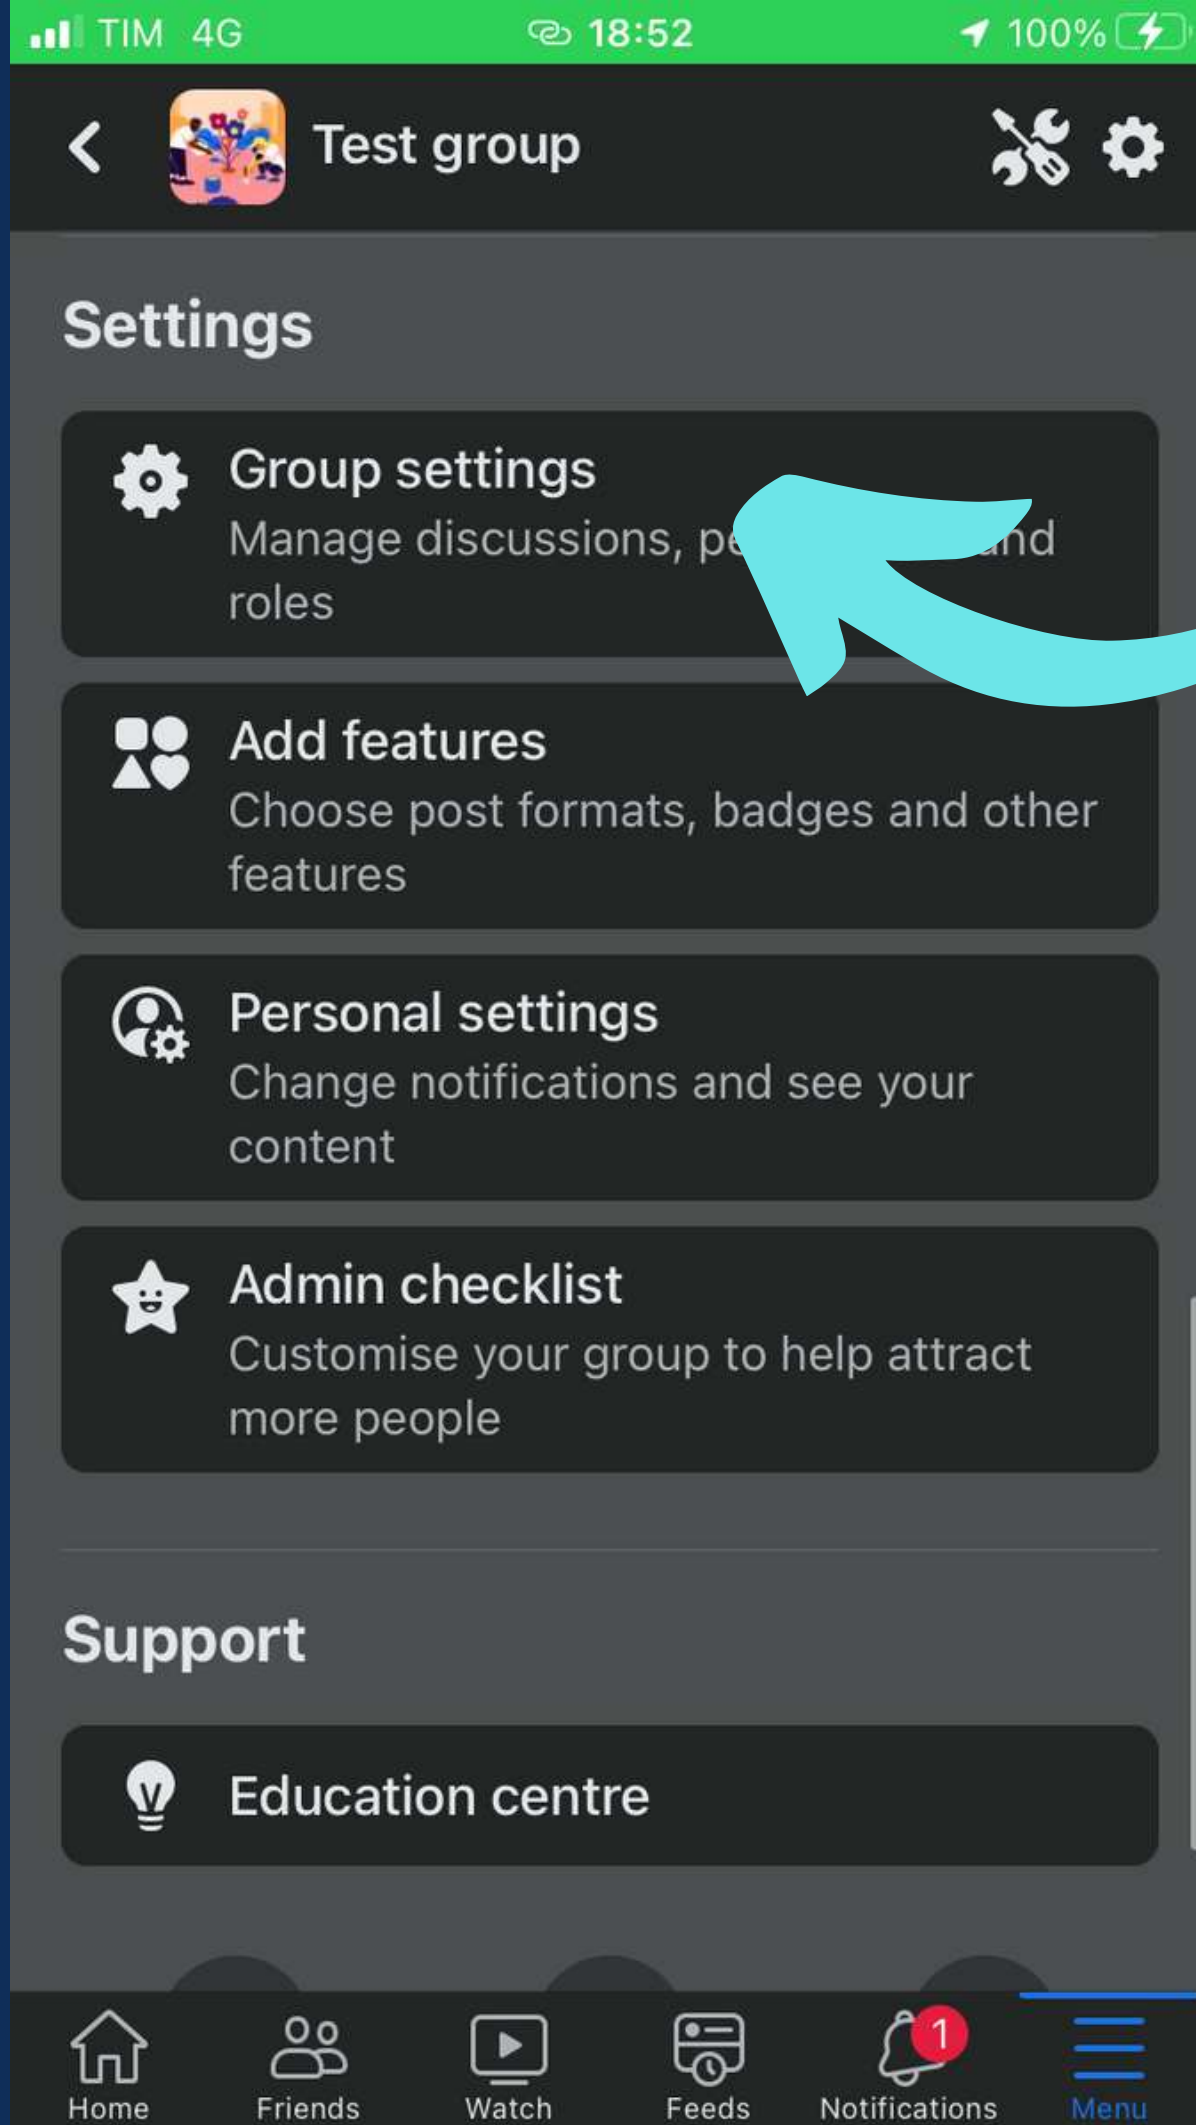 TIM 4G 18:52 100%
Test group
Settings
Group settings
Manage discussions, and
roles
Add features
Choose post formats, badges and other
features
Personal settings
Change notifications and see your
content
Admin checklist
Customise your group to help attract
more people
Support
Education centre
1
Home Friends Watch Feeds Notifications Menu